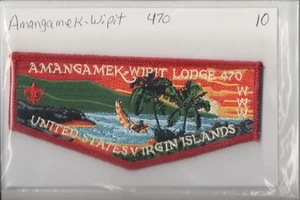 Amangamek-Wipit 470 10
AMANGAMEK-WIPIT LODGE 470
WWW
UNITED STATES VIRGIN ISLANDS